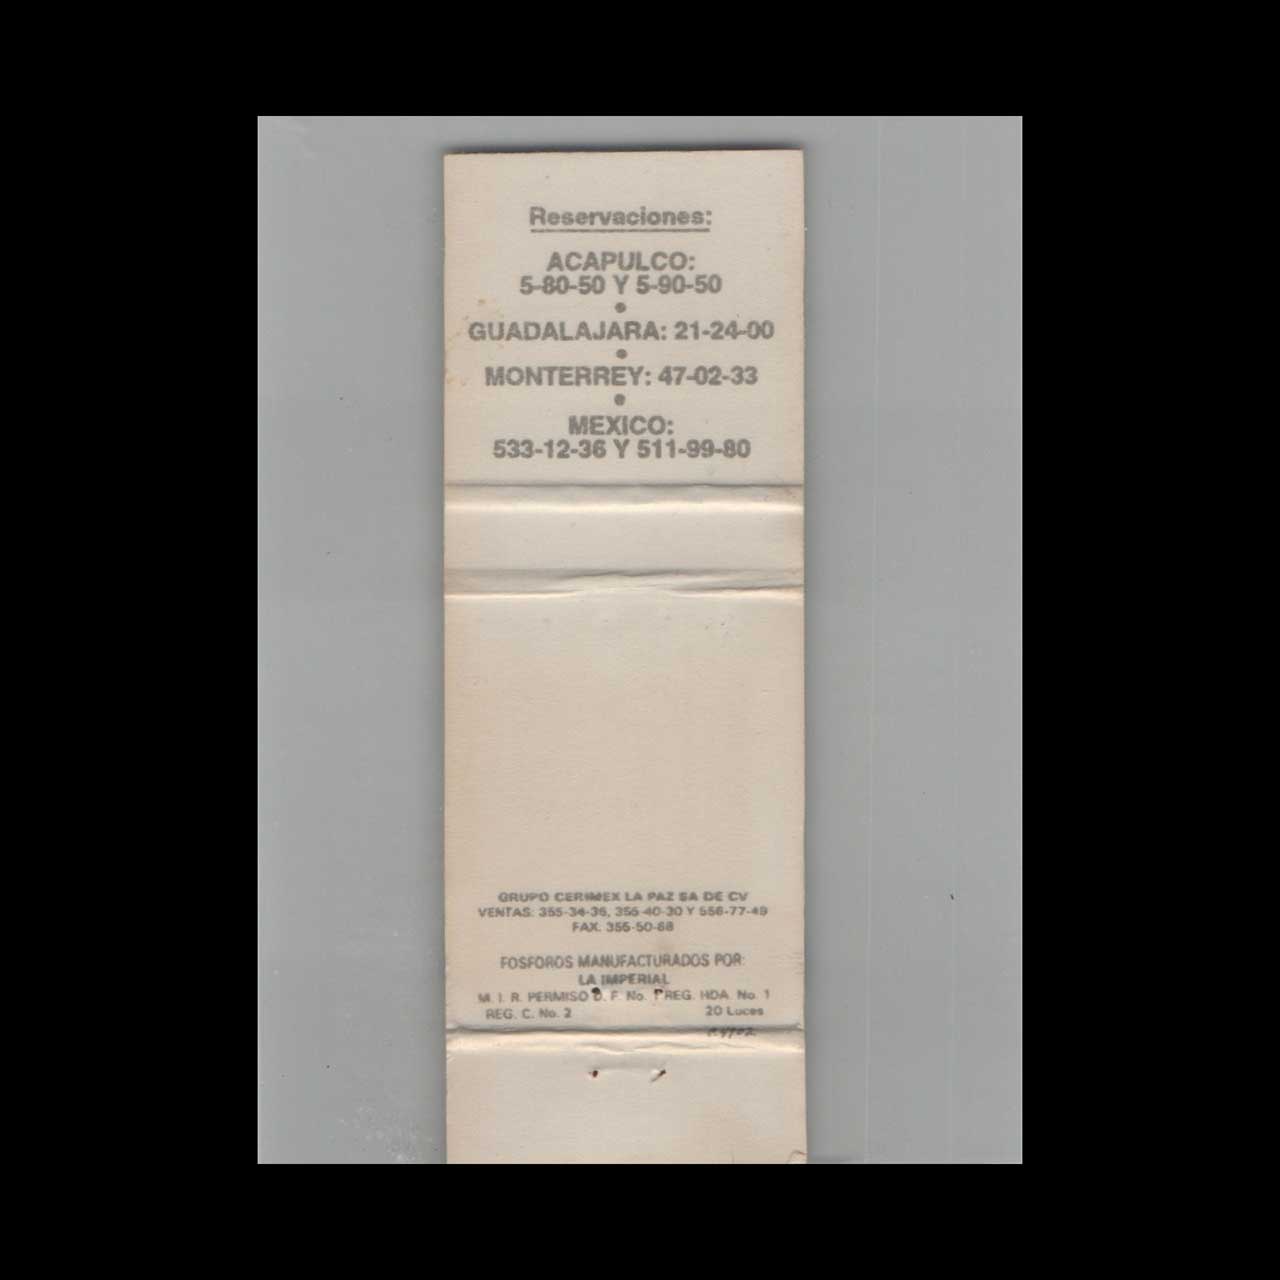 Reservaciones:
ACAPULCO:
5-80-50 Y 5-90-50
•
GUADALAJARA: 21-24-00
•
MONTERREY: 47-02-33
•
MEXICO:
533-12-36 Y 511-99-80
GRUPO CERIMEX LA PAZ SA DE CV
VENTAS: 355-34-36, 355-40-30 Y 556-77-49
FAX. 355-50-68
FOSFOROS MANUFACTURADOS POR:
LA IMPERIAL
M. I. R. PERMISO D. F. No. 1 REG. HDA. No. 1
REG. C. No. 2 20 Luces